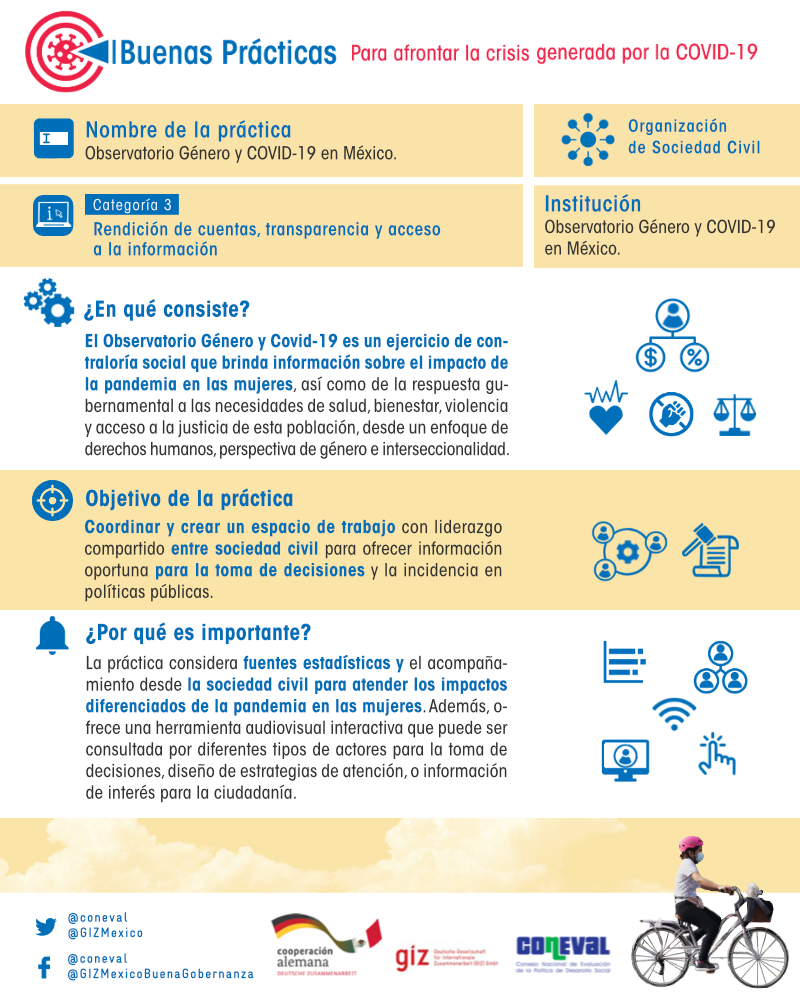 Buenas Prácticas Para afrontar la crisis generada por la COVID-19
Nombre de la práctica
Observatorio Género y COVID-19 en México.
Organización
de Sociedad Civil
Categoría 3
Rendición de cuentas, transparencia y acceso
a la información
Institución
Observatorio Género y COVID-19
en México.
¿En qué consiste?
El Observatorio Género y Covid-19 es un ejercicio de con-
traloría social que brinda información sobre el impacto de
la pandemia en las mujeres, así como de la respuesta gu-
bernamental a las necesidades de salud, bienestar, violencia
y acceso a la justicia de esta población, desde un enfoque de
derechos humanos, perspectiva de género e interseccionalidad.
$ %
Objetivo de la práctica
Coordinar y crear un espacio de trabajo con liderazgo
compartido entre sociedad civil para ofrecer información
oportuna para la toma de decisiones y la incidencia en
políticas públicas.
¿Por qué es importante?
La práctica considera fuentes estadísticas y el acompaña-
miento desde la sociedad civil para atender los impactos
diferenciados de la pandemia en las mujeres. Además, o-
frece una herramienta audiovisual interactiva que puede ser
consultada por diferentes tipos de actores para la toma de
decisiones, diseño de estrategias de atención, o información
de interés para la ciudadanía.
@coneval
@GIZMexico
@coneval
@GIZMexicoBuenaGobernanza
cooperación
alemana
DEUTSCHE ZUSAMMENARBEIT
giz
Deutsche Gesellschaft
für Internationale
Zusammenarbeit (GIZ) GmbH
CONEVAL
Consejo Nacional de Evaluación
de la Política de Desarrollo Social